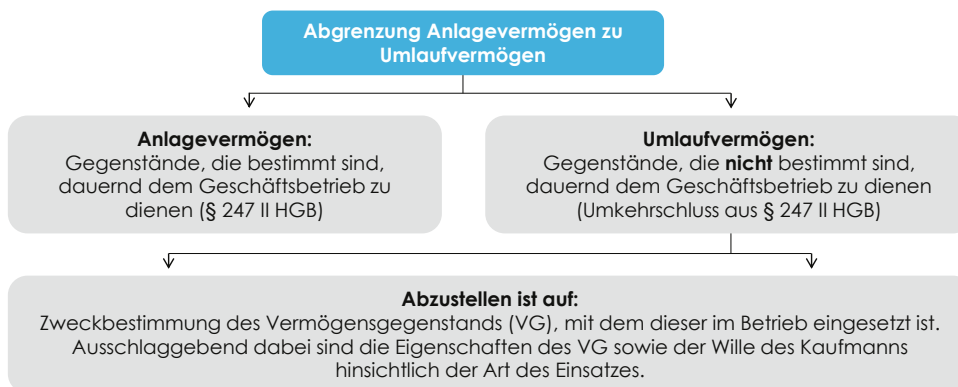 Abgrenzung Anlagevermögen zu
Umlaufvermögen
Anlagevermögen:
Gegenstände, die bestimmt sind,
dauernd dem Geschäftsbetrieb zu
dienen (§ 247 II HGB)
Umlaufvermögen:
Gegenstände, die nicht bestimmt sind,
dauernd dem Geschäftsbetrieb zu dienen
(Umkehrschluss aus § 247 II HGB)
Abzustellen ist auf:
Zweckbestimmung des Vermögensgegenstands (VG), mit dem dieser im Betrieb eingesetzt ist.
Ausschlaggebend dabei sind die Eigenschaften des VG sowie der Wille des Kaufmanns
hinsichtlich der Art des Einsatzes.